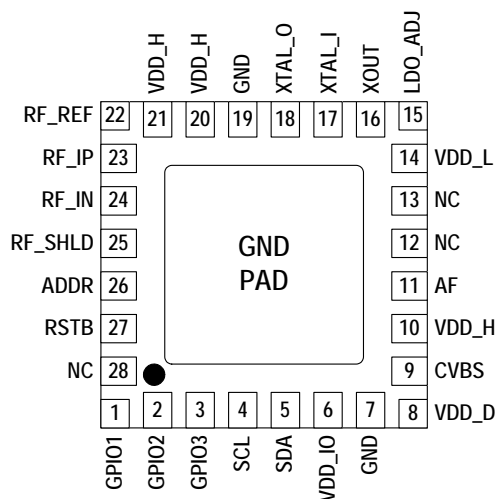 VDD_H
VDD_H
GND
XTAL_O
XTAL_I
XOUT
LDO_ADJ
RF_REF 22 21 20 19 18 17 16 15
RF_IP 23 14 VDD_L
RF_IN 24 13 NC
RF_SHLD 25 12 NC
GND
PAD
ADDR 26 11 AF
RSTB 27 10 VDD_H
NC 28 9 CVBS
1 2 3 4 5 6 7 8 VDD_D
GPIO1
GPIO2
GPIO3
SCL
SDA
VDD_IO
GND